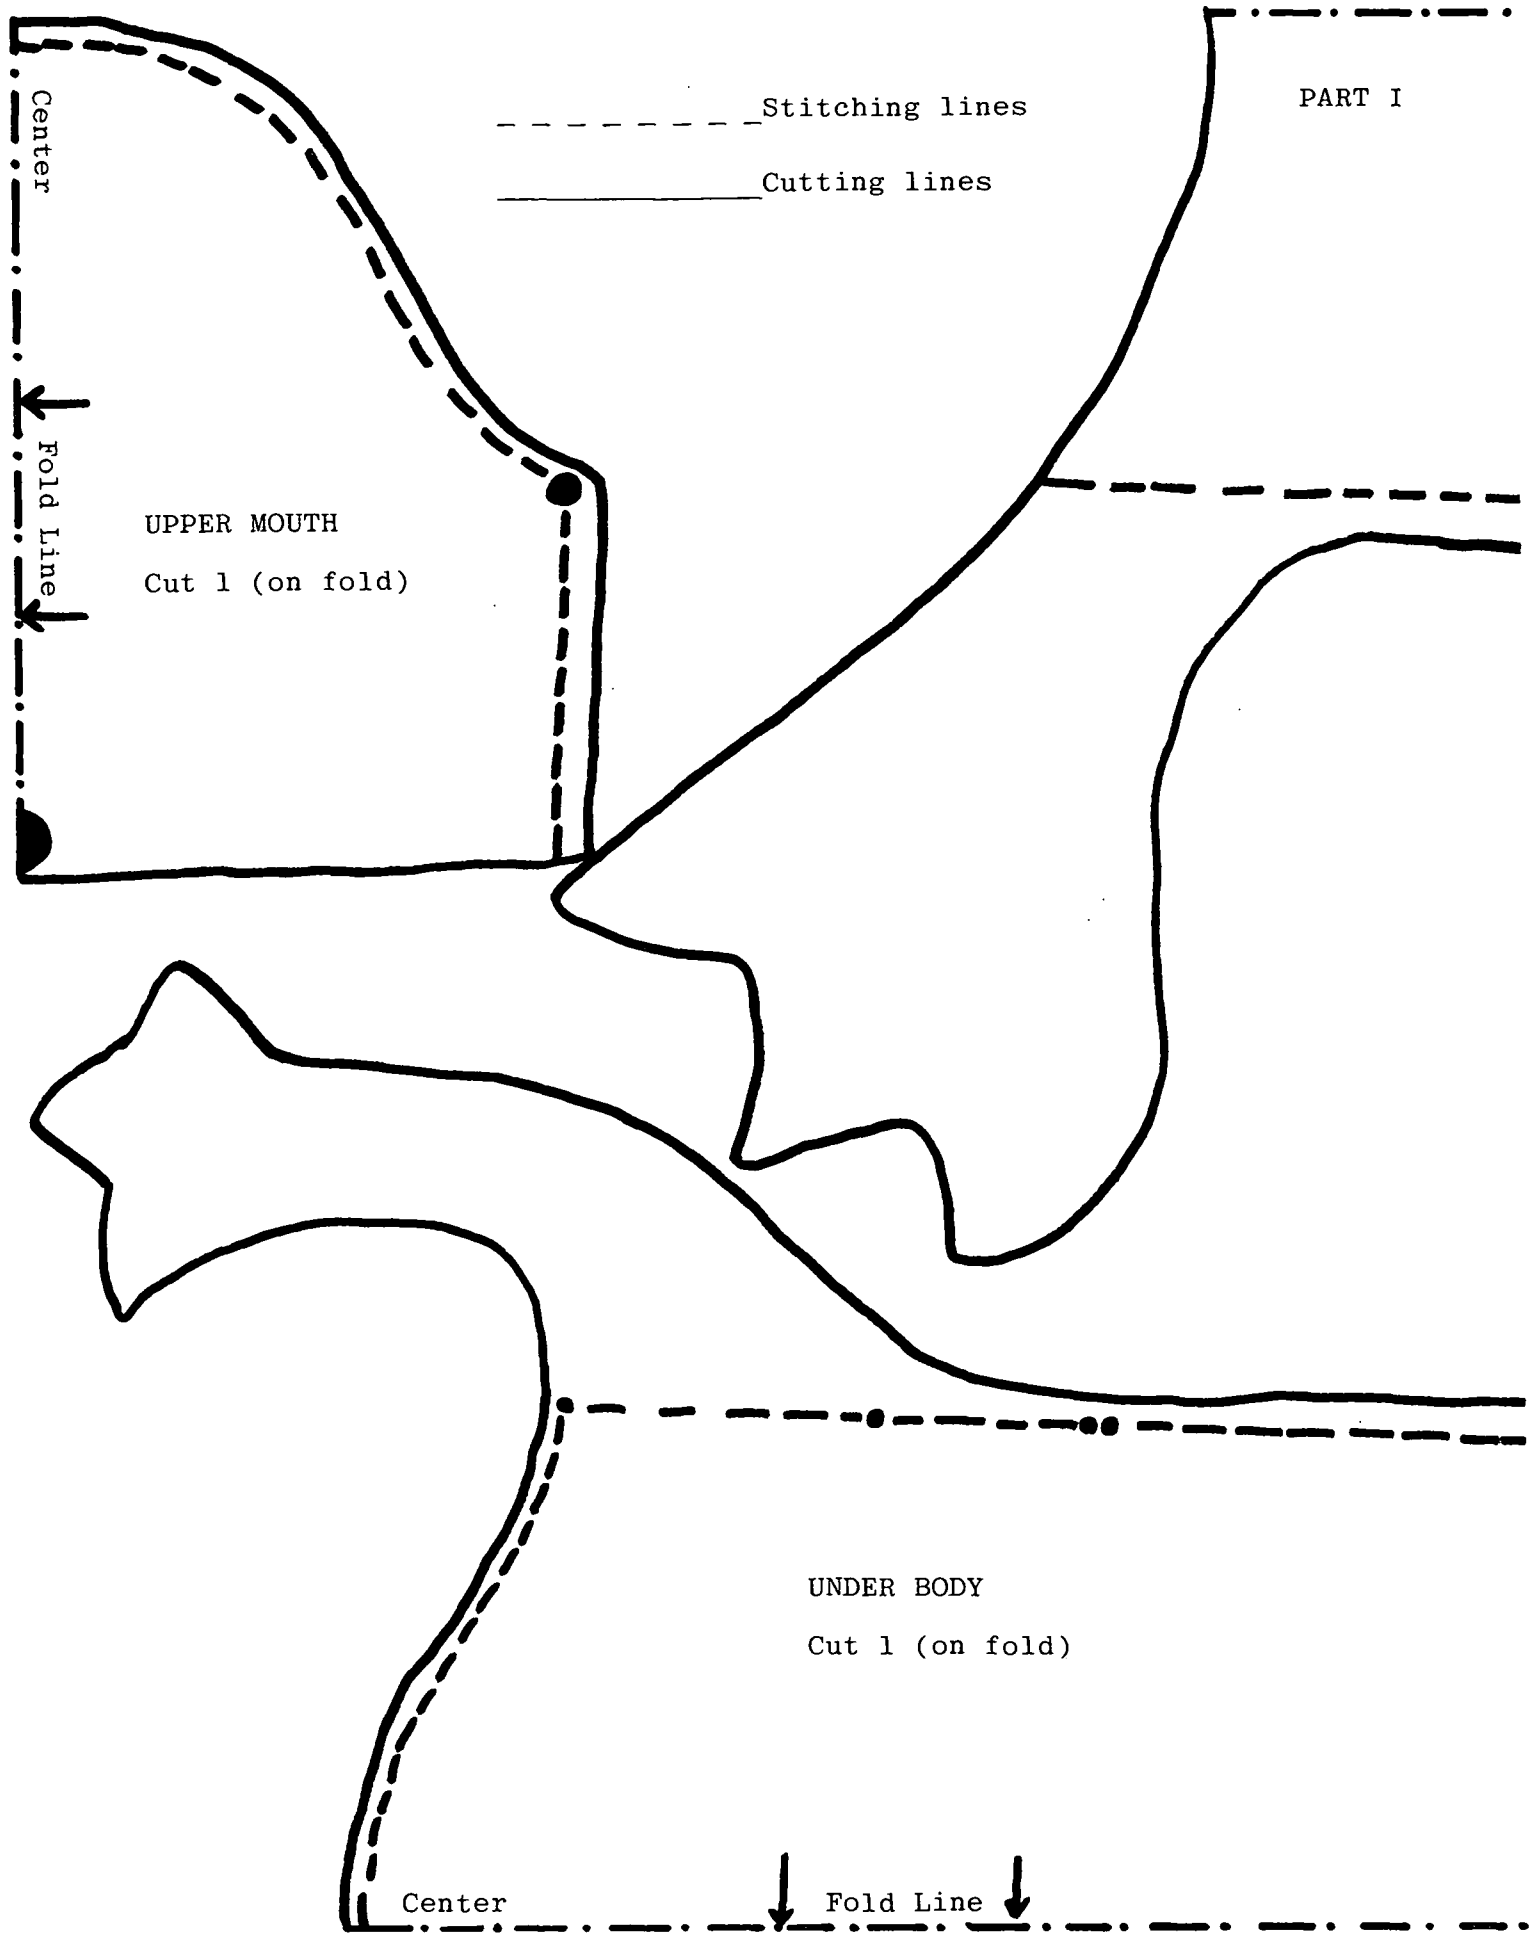 PART I
Stitching lines
Cutting lines
Center
Fold Line
UPPER MOUTH
Cut 1 (on fold)
UNDER BODY
Cut 1 (on fold)
Center
Fold Line